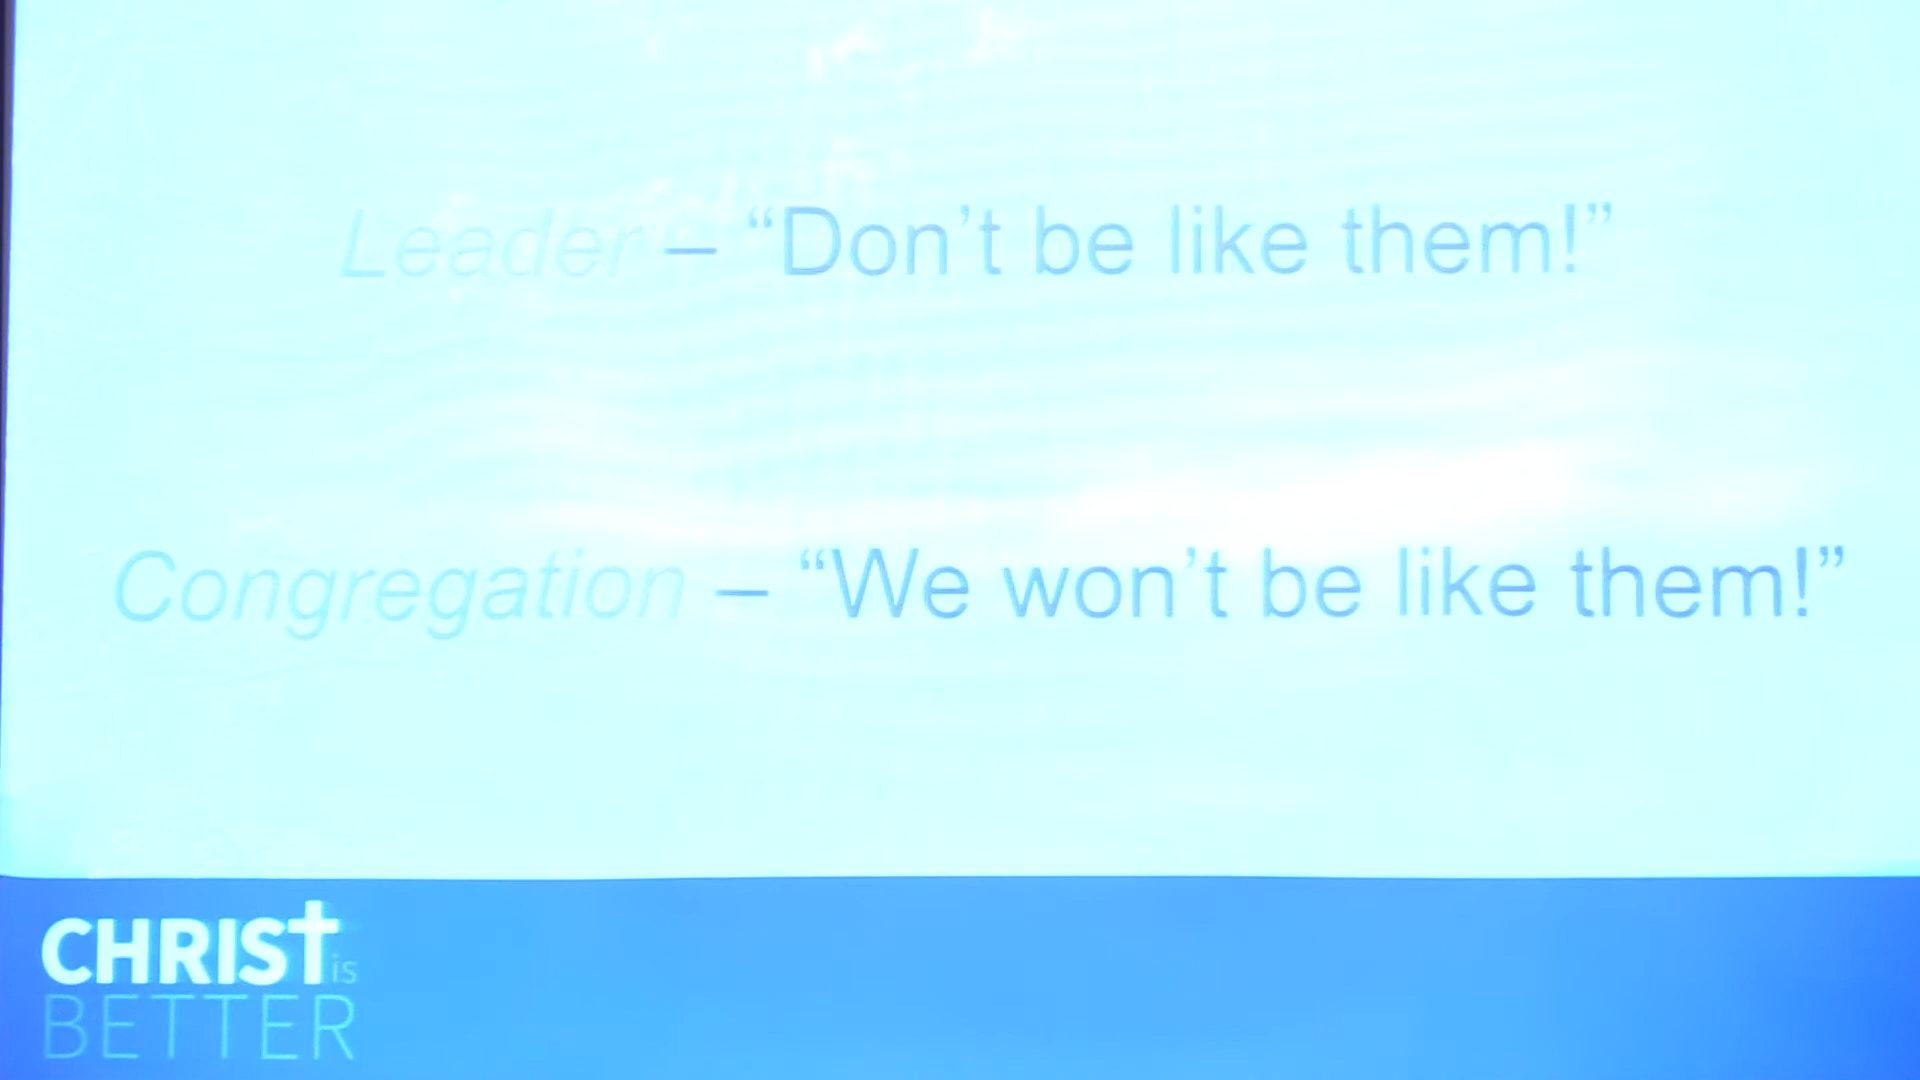 Leader – “Don’t be like them!”
Congregation – “We won’t be like them!”
CHRIST is
BETTER